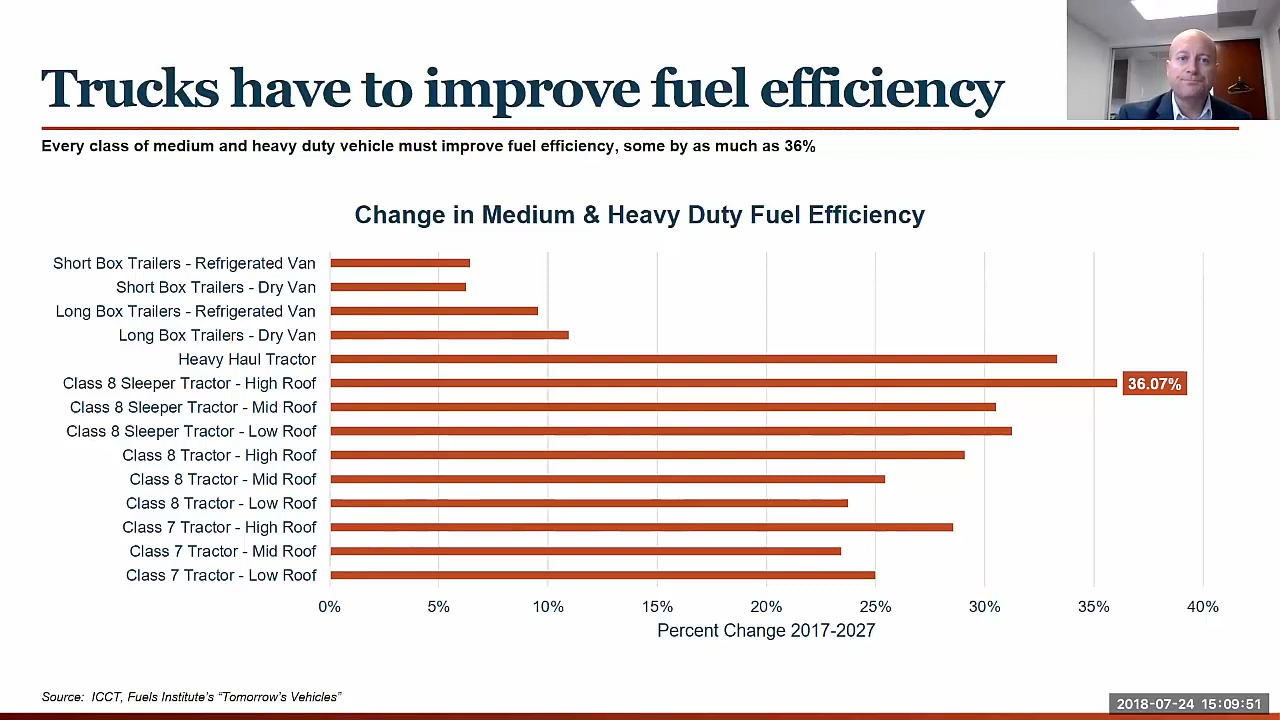 Trucks have to improve fuel efficiency
Every class of medium and heavy duty vehicle must improve fuel efficiency, some by as much as 36%
Change in Medium & Heavy Duty Fuel Efficiency
Short Box Trailers - Refrigerated Van
Short Box Trailers - Dry Van
Long Box Trailers - Refrigerated Van
Long Box Trailers - Dry Van
Heavy Haul Tractor
Class 8 Sleeper Tractor - High Roof
36.07%
Class 8 Sleeper Tractor - Mid Roof
Class 8 Sleeper Tractor - Low Roof
Class 8 Tractor - High Roof
Class 8 Tractor - Mid Roof
Class 8 Tractor - Low Roof
Class 7 Tractor - High Roof
Class 7 Tractor - Mid Roof
Class 7 Tractor - Low Roof
0% 5% 10% 15% 20% 25% 30% 35% 40%
Percent Change 2017-2027
Source: ICCT, Fuels Institute's “Tomorrow's Vehicles”
2018-07-24 15:09:51